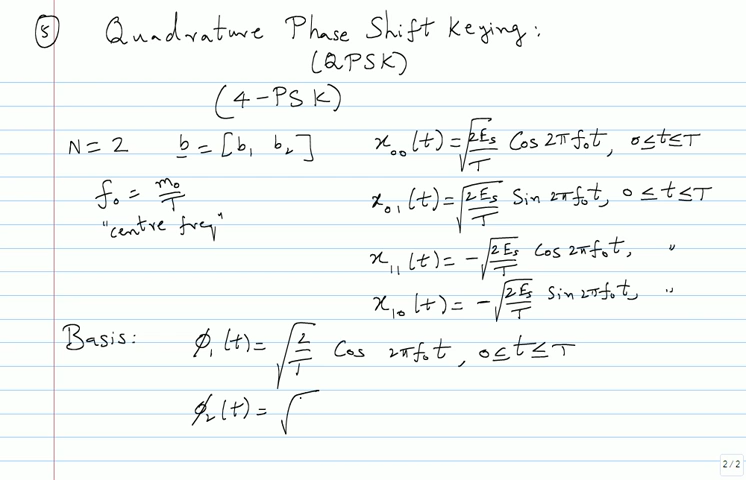 ⑤ Quadrature Phase Shift Keying:
(QPSK)
(4-PSK)
N = 2 b = [b₁ b₂]
f₀ = m₀/T
"centre freq"
x₀₀(t) = √(2Eₛ/T) Cos 2πf₀t, 0≤t≤T
x₀₁(t) = √(2Eₛ/T) Sin 2πf₀t, 0≤t≤T
x₁₁(t) = -√(2Eₛ/T) Cos 2πf₀t, "
x₁₀(t) = -√(2Eₛ/T) Sin 2πf₀t, "
Basis: ϕ₁(t) = √(2/T) Cos 2πf₀t, 0≤t≤T
ϕ₂(t) = √
2/2